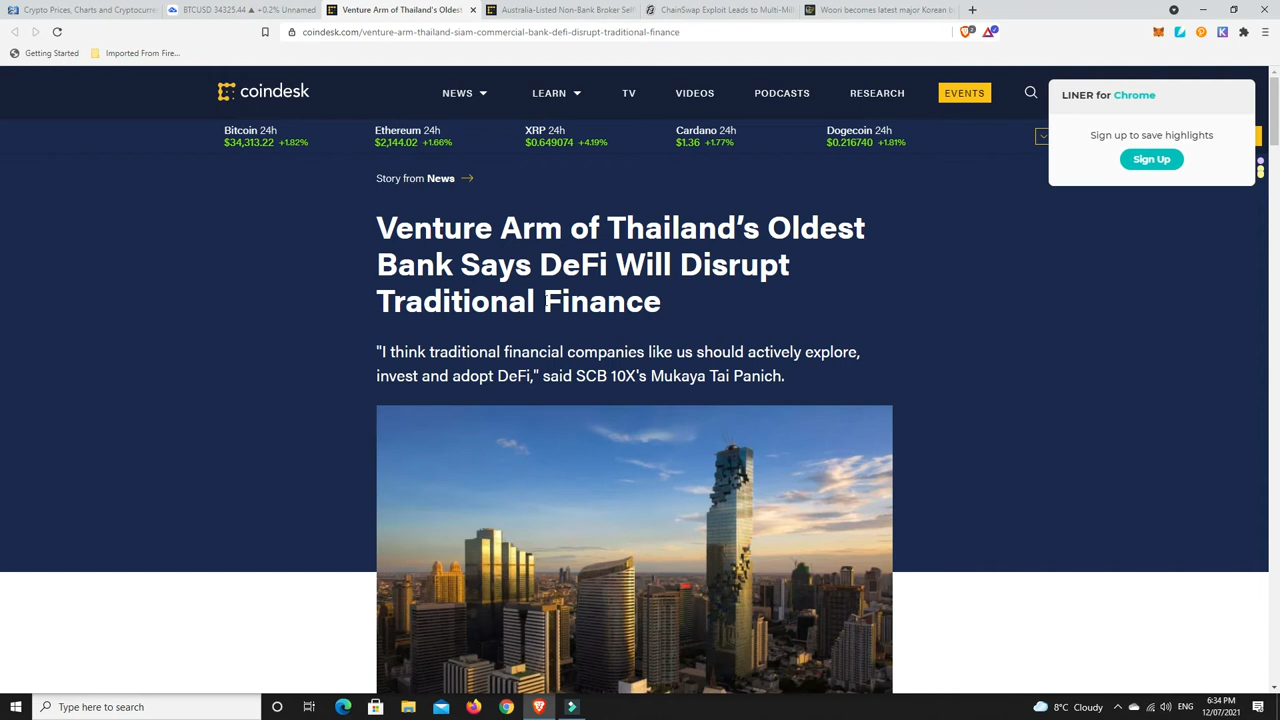 Crypto Prices, Charts and Cryptocurre
BTCUSD 34325.44 ▲ +0.2% Unnamed
Venture Arm of Thailand's Oldest
Australia-Listed Non-Bank Broker Self
ChainSwap Exploit Leads to Multi-Mill
Woori becomes latest major Korean b
coindesk.com/venture-arm-thailand-siam-commercial-bank-defi-disrupt-traditional-finance
Getting Started
Imported From Fire...
coindesk
NEWS
LEARN
TV
VIDEOS
PODCASTS
RESEARCH
EVENTS
LINER for Chrome
Sign up to save highlights
Sign Up
Bitcoin 24h
$34,313.22 +1.82%
Ethereum 24h
$2,144.02 +1.66%
XRP 24h
$0.649074 +4.19%
Cardano 24h
$1.36 +1.77%
Dogecoin 24h
$0.216740 +1.81%
Story from News
Venture Arm of Thailand's Oldest
Bank Says DeFi Will Disrupt
Traditional Finance
"I think traditional financial companies like us should actively explore,
invest and adopt DeFi," said SCB 10X's Mukaya Tai Panich.
Type here to search
8°C Cloudy
ENG
6:34 PM
12/07/2021